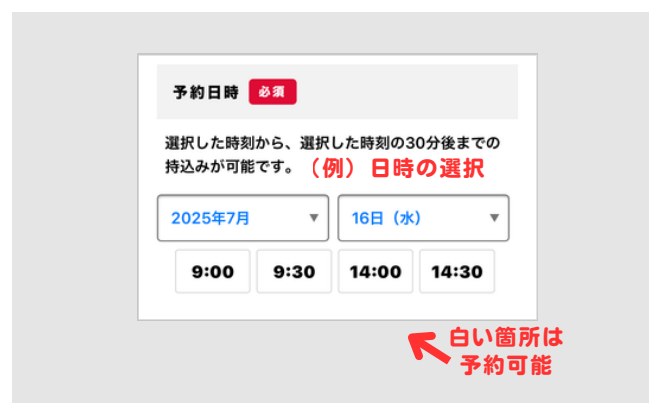 予約日時 必須
選択した時刻から、選択した時刻の30分後までの
持込みが可能です。（例）日時の選択
2025年7月 ▼ 16日（水） ▼
9:00 9:30 14:00 14:30
白い箇所は
予約可能